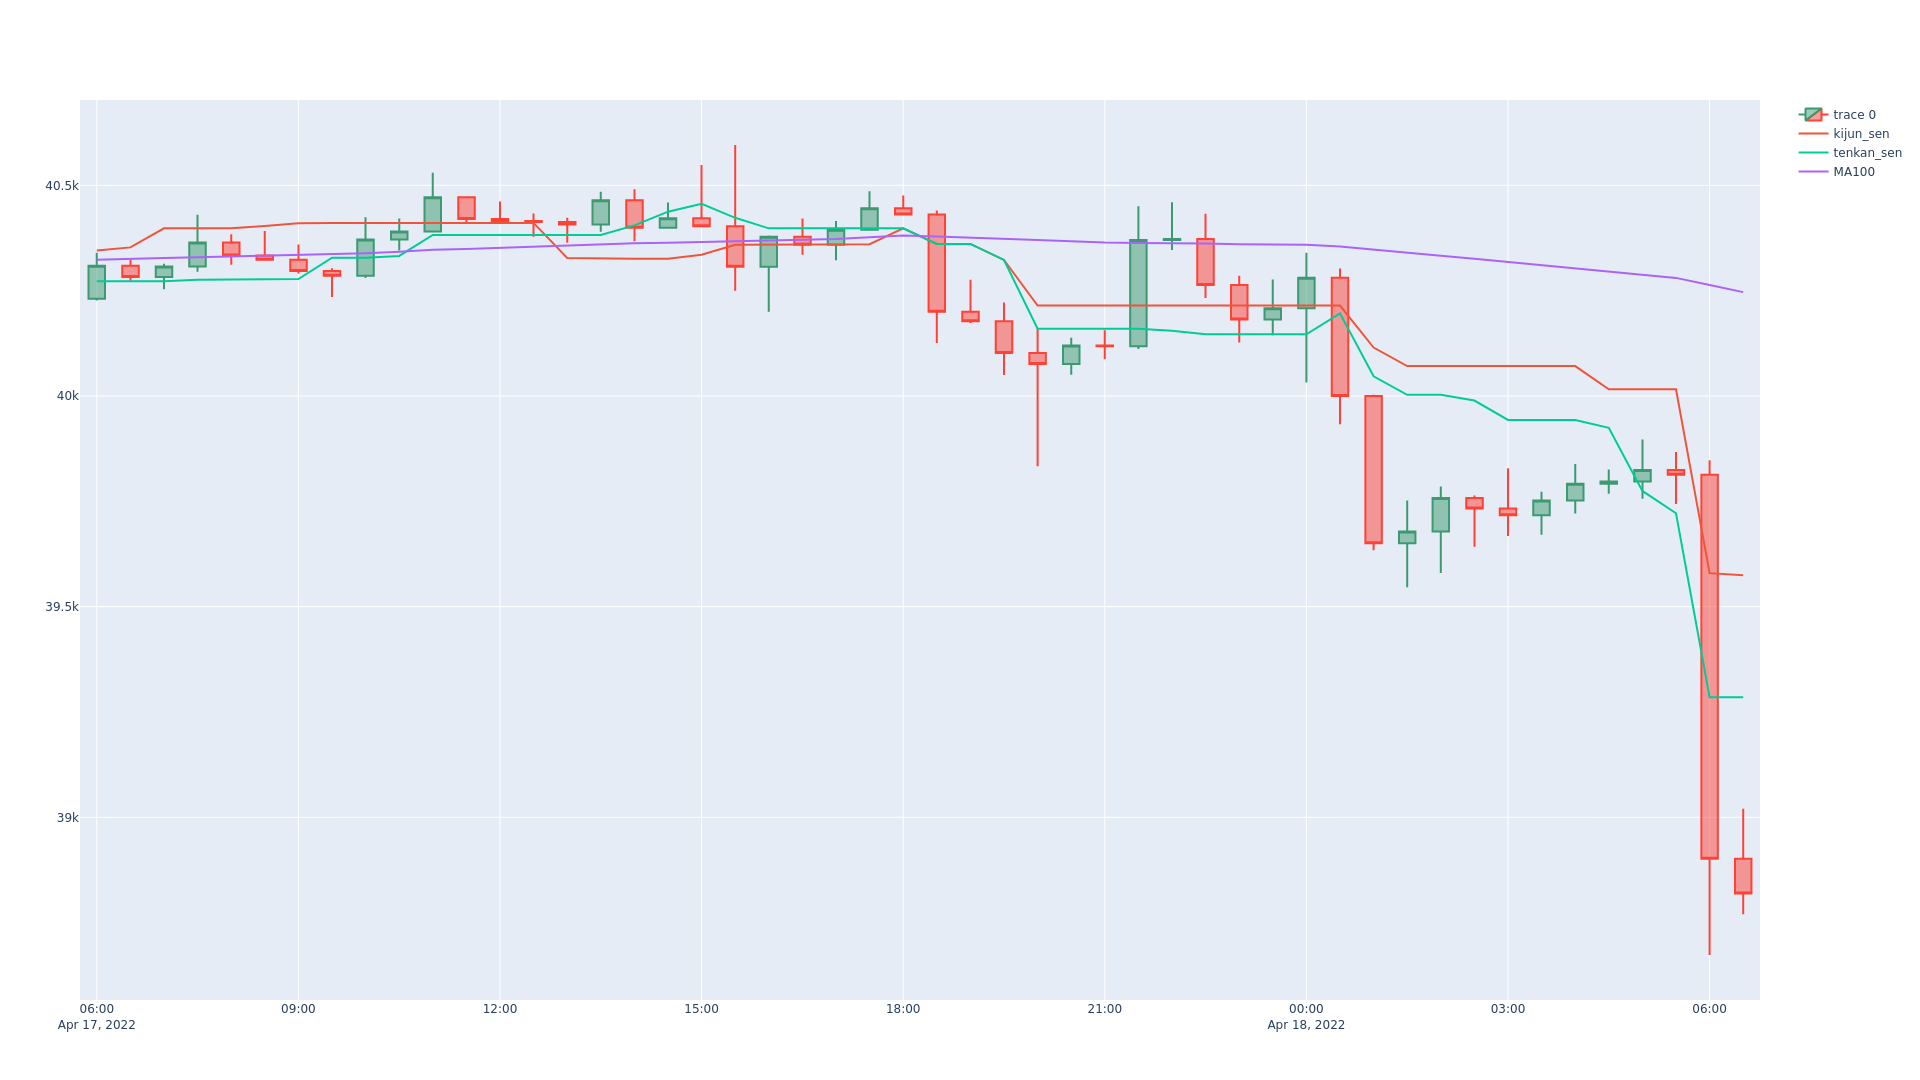 trace 0
kijun_sen
tenkan_sen
MA100
40.5k
40k
39.5k
39k
06:00
Apr 17, 2022
09:00
12:00
15:00
18:00
21:00
00:00
Apr 18, 2022
03:00
06:00